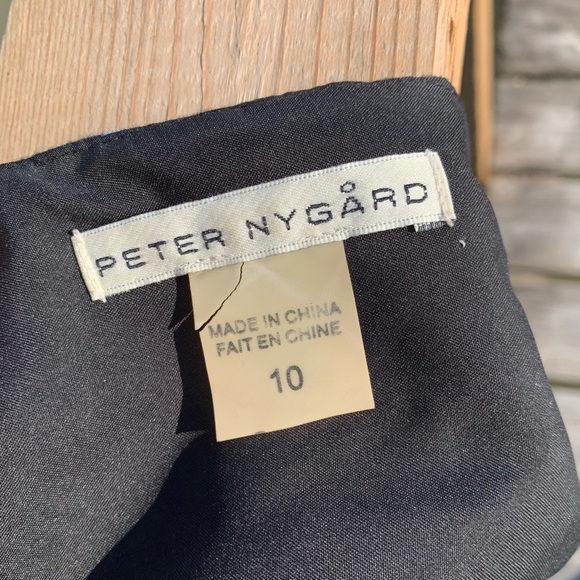 PETER NYGÅRD
MADE IN CHINA
FAIT EN CHINE
10